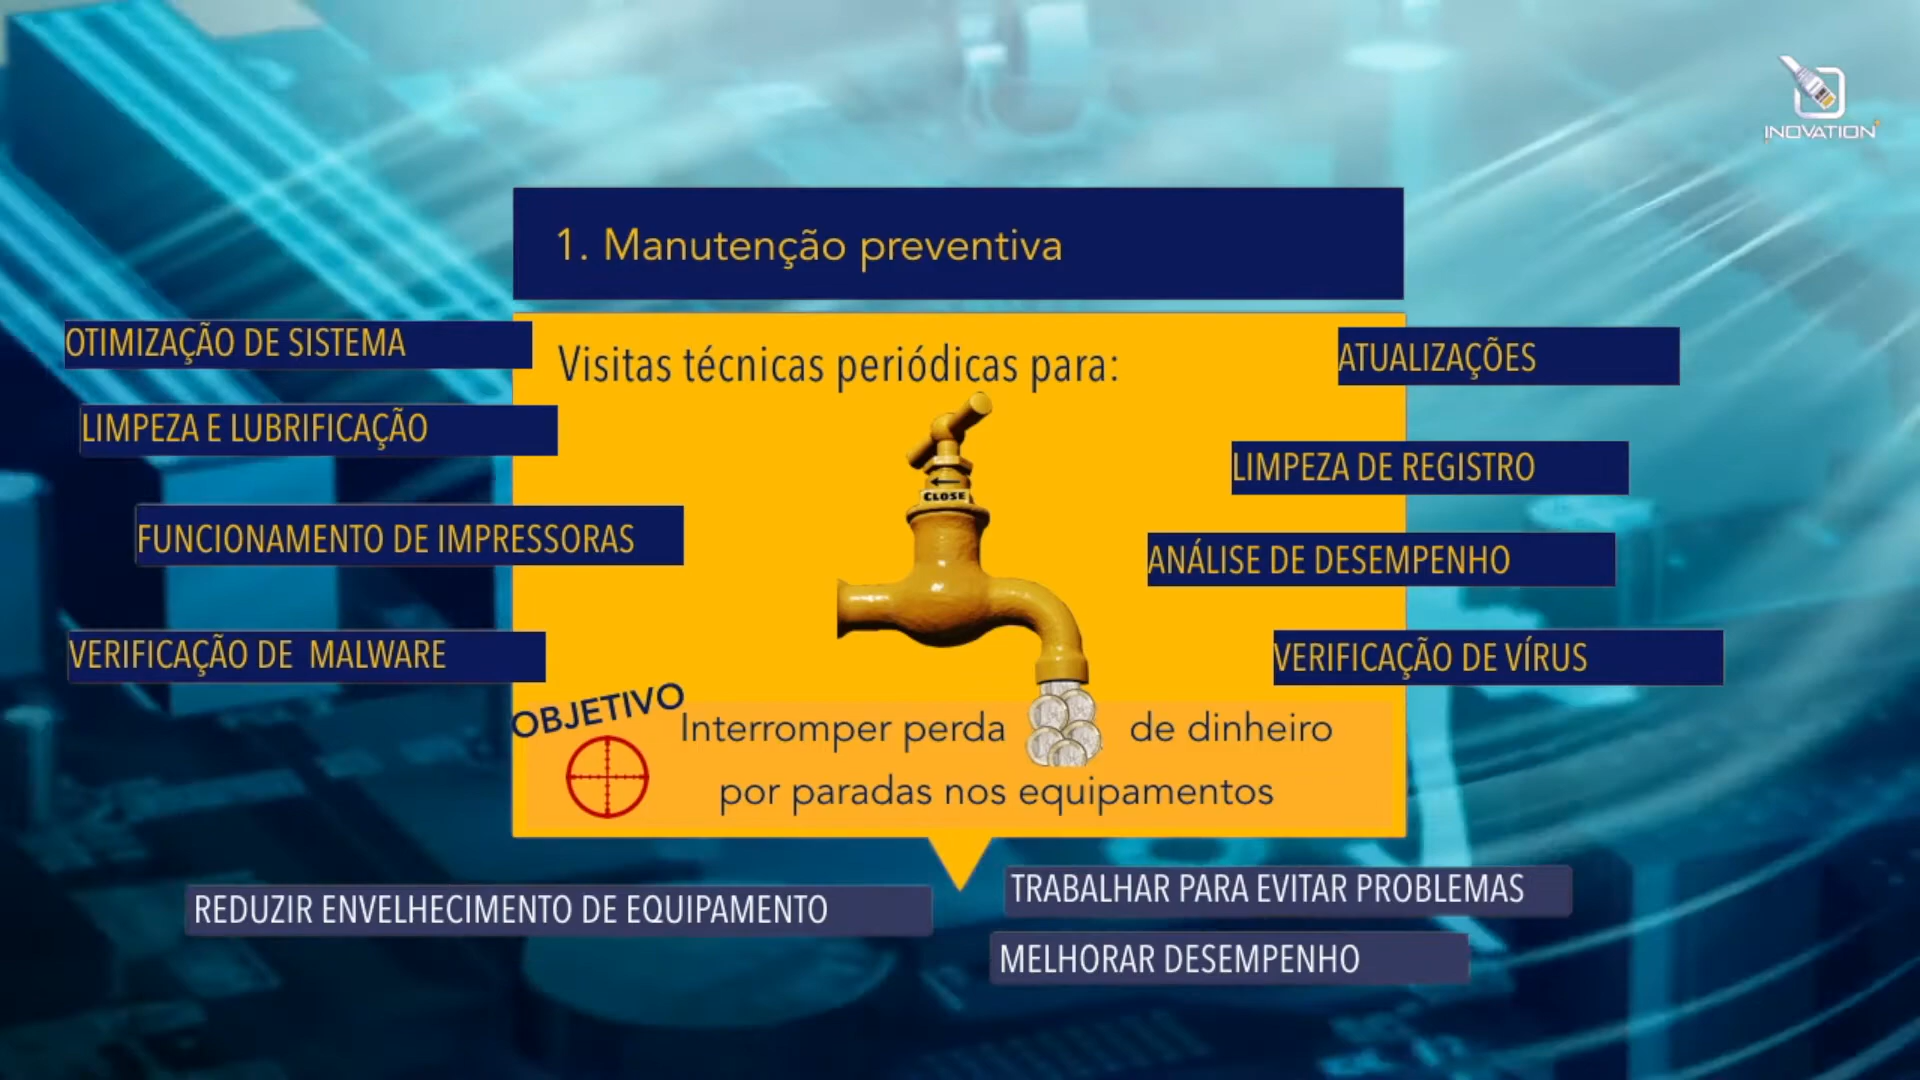 INOVATION+
1. Manutenção preventiva
Visitas técnicas periódicas para:
OTIMIZAÇÃO DE SISTEMA
LIMPEZA E LUBRIFICAÇÃO
FUNCIONAMENTO DE IMPRESSORAS
VERIFICAÇÃO DE MALWARE
ATUALIZAÇÕES
LIMPEZA DE REGISTRO
ANÁLISE DE DESEMPENHO
VERIFICAÇÃO DE VÍRUS
CLOSE
OBJETIVO
Interromper perda de dinheiro
por paradas nos equipamentos
REDUZIR ENVELHECIMENTO DE EQUIPAMENTO
TRABALHAR PARA EVITAR PROBLEMAS
MELHORAR DESEMPENHO